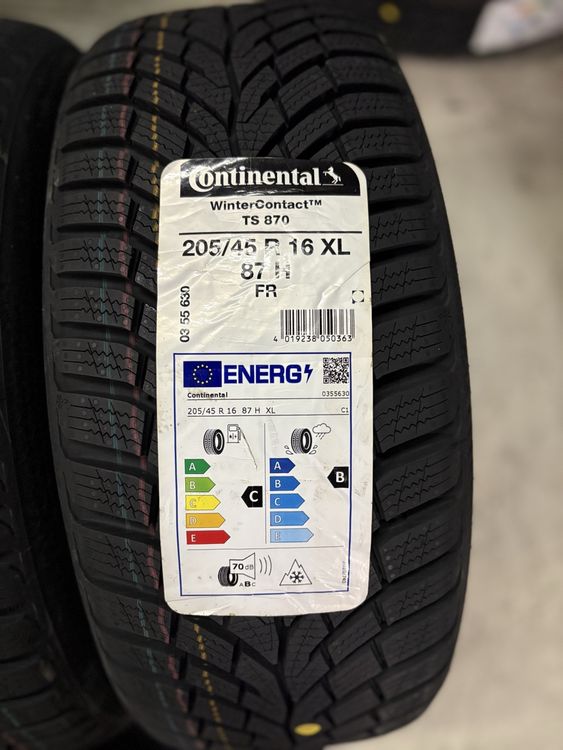 Continental
WinterContact™
TS 870
205/45 R 16 XL
87 H
FR
03 55 630
4 019238 050363
ENERG
Continental 0355630
205/45 R 16 87 H XL C1
A
B
C
D
E
C
A
B
C
D
E
B
70 dB
ABC